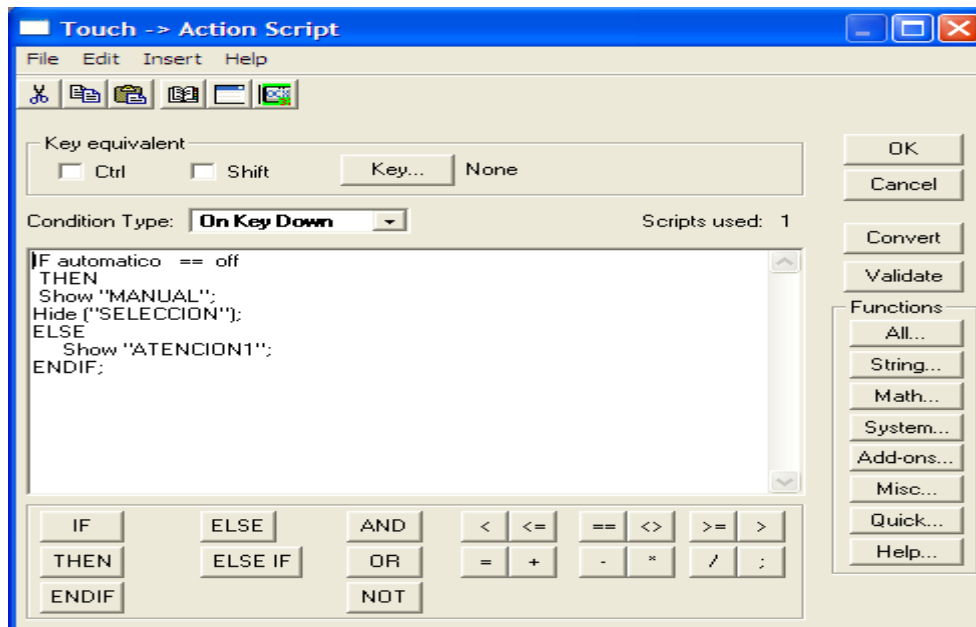 Touch -> Action Script
File Edit Insert Help
Key equivalent
Ctrl Shift Key... None
OK
Cancel
Condition Type: On Key Down Scripts used: 1
Convert
Validate
IF automatico == off
THEN
Show "MANUAL";
Hide ("SELECCION");
ELSE
Show "ATENCION1";
ENDIF;
Functions
All...
String...
Math...
System...
Add-ons...
Misc...
Quick...
Help...
IF ELSE AND < <= == <> >= >
THEN ELSE IF OR = + - * / ;
ENDIF NOT